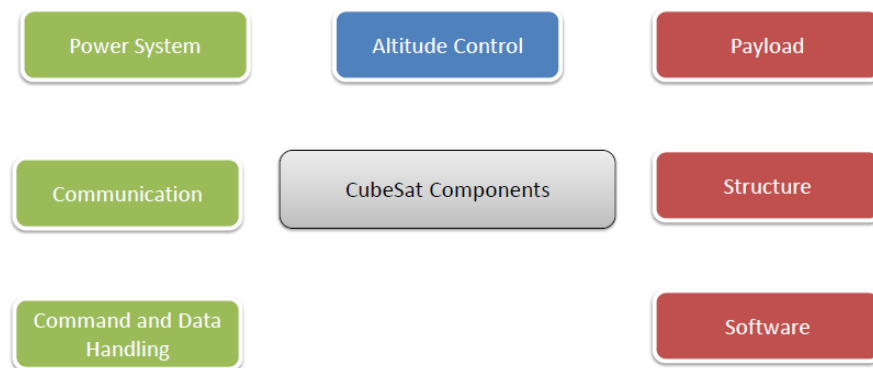 Power System
Altitude Control
Payload
Communication
CubeSat Components
Structure
Command and Data
Handling
Software